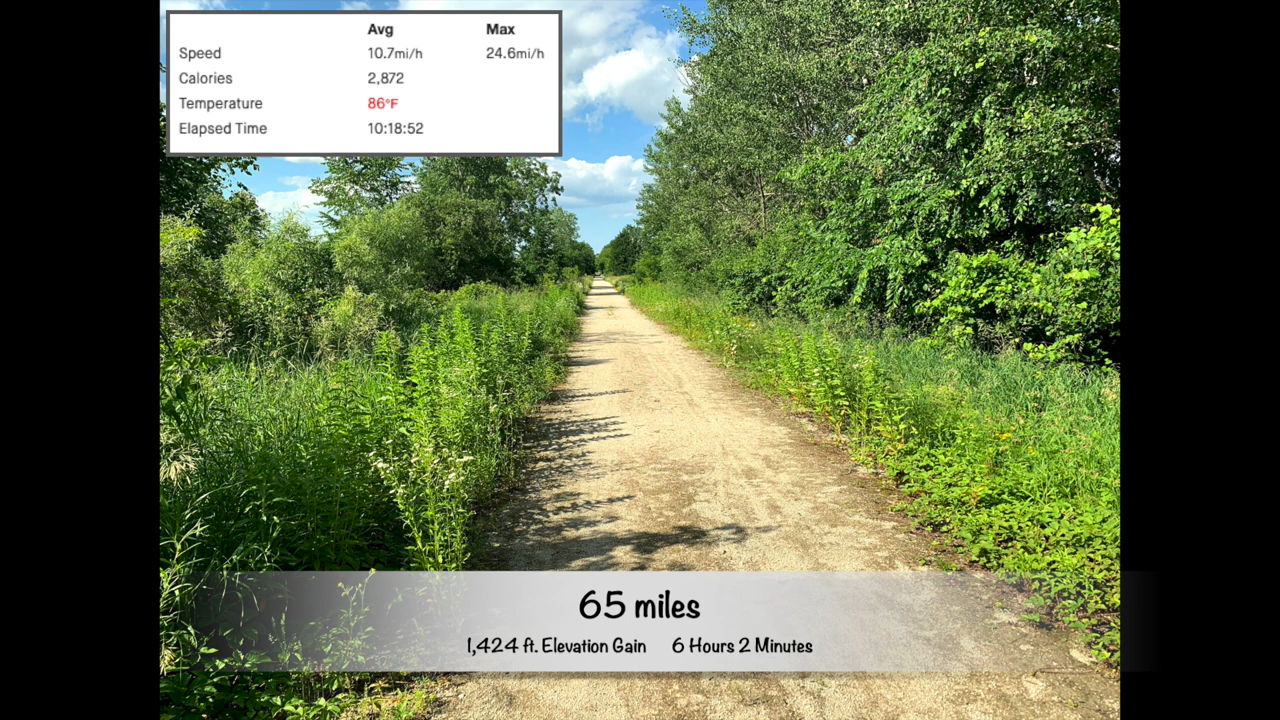 Avg Max
Speed 10.7mi/h 24.6mi/h
Calories 2,872
Temperature 86°F
Elapsed Time 10:18:52
65 miles
1,424 ft. Elevation Gain 6 Hours 2 Minutes